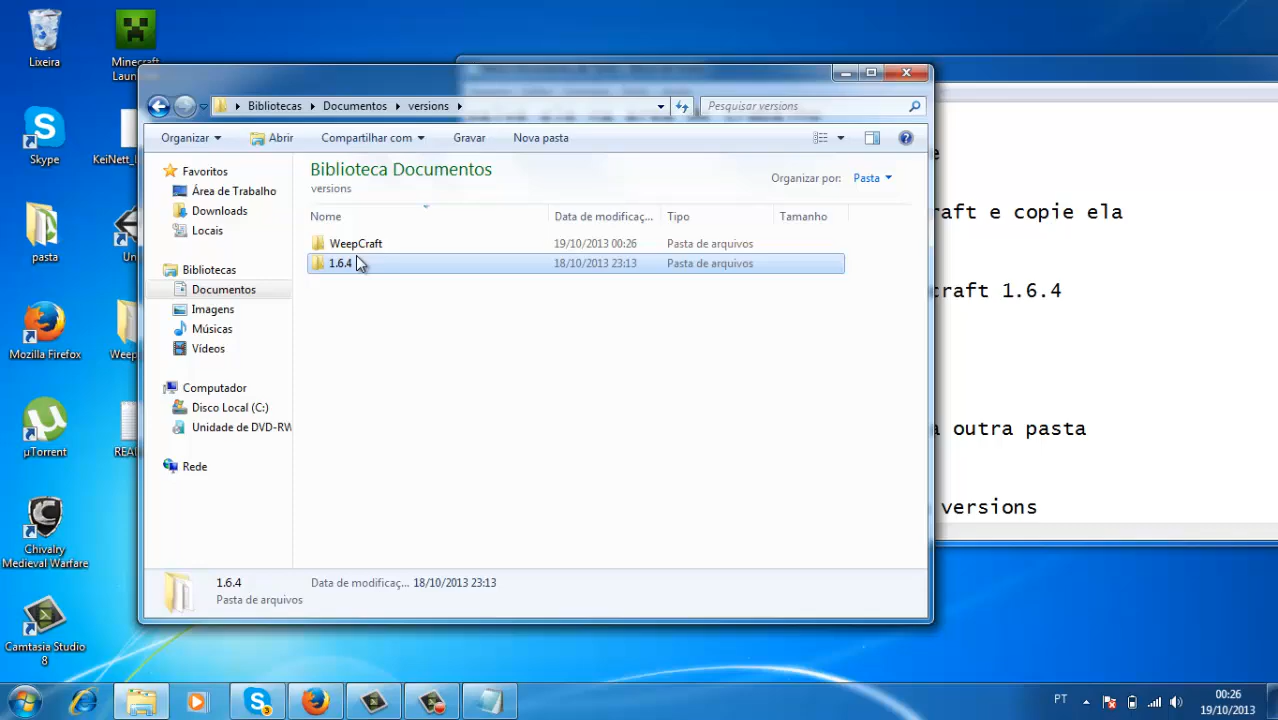 Lixeira
Minecraft
Skype
pasta
Mozilla Firefox
µTorrent
Chivalry
Medieval Warfare
Camtasia Studio
8
Bibliotecas
Documentos
versions
Pesquisar versions
Organizar
Abrir
Compartilhar com
Gravar
Nova pasta
Favoritos
Área de Trabalho
Downloads
Locais
Bibliotecas
Documentos
Imagens
Músicas
Vídeos
Computador
Disco Local (C:)
Unidade de DVD-RW
Rede
Biblioteca Documentos
versions
Organizar por:
Pasta
Nome
Data de modificaç...
Tipo
Tamanho
WeepCraft
19/10/2013 00:26
Pasta de arquivos
1.6.4
18/10/2013 23:13
Pasta de arquivos
1.6.4
Data de modificaç... 18/10/2013 23:13
Pasta de arquivos
e
raft e copie ela
craft 1.6.4
a outra pasta
versions
PT
00:26
19/10/2013